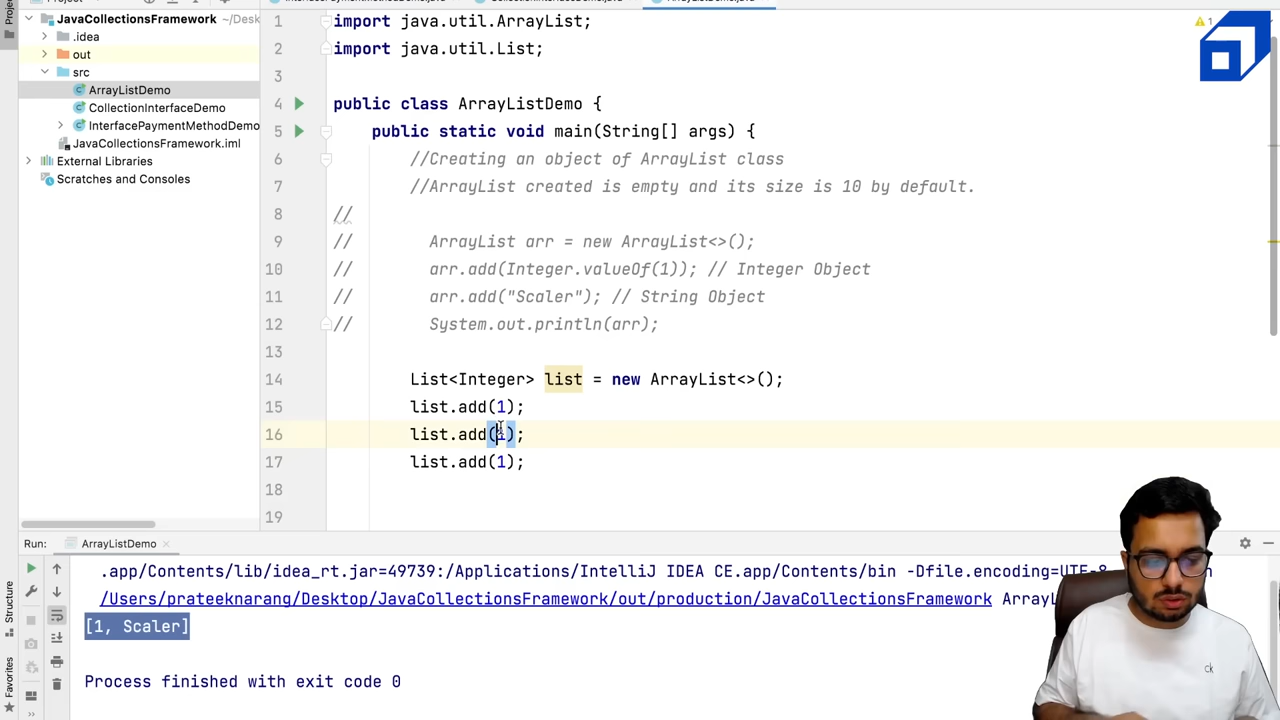 JavaCollectionsFramework ~/Desk
.idea
out
src
ArrayListDemo
CollectionInterfaceDemo
InterfacePaymentMethodDemo
JavaCollectionsFramework.iml
External Libraries
Scratches and Consoles
1 import java.util.ArrayList;
2 import java.util.List;
3
4 public class ArrayListDemo {
5 public static void main(String[] args) {
6 //Creating an object of ArrayList class
7 //ArrayList created is empty and its size is 10 by default.
8 //
9 // ArrayList arr = new ArrayList<>();
10 // arr.add(Integer.valueOf(1)); // Integer Object
11 // arr.add("Scaler"); // String Object
12 // System.out.println(arr);
13
14 List<Integer> list = new ArrayList<>();
15 list.add(1);
16 list.add(1);
17 list.add(1);
18
19
1
Run: ArrayListDemo
.app/Contents/lib/idea_rt.jar=49739:/Applications/IntelliJ IDEA CE.app/Contents/bin -Dfile.encoding=UTF-8
/Users/prateeknarang/Desktop/JavaCollectionsFramework/out/production/JavaCollectionsFramework ArrayL
[1, Scaler]
Process finished with exit code 0
Structure
Favorites
ck